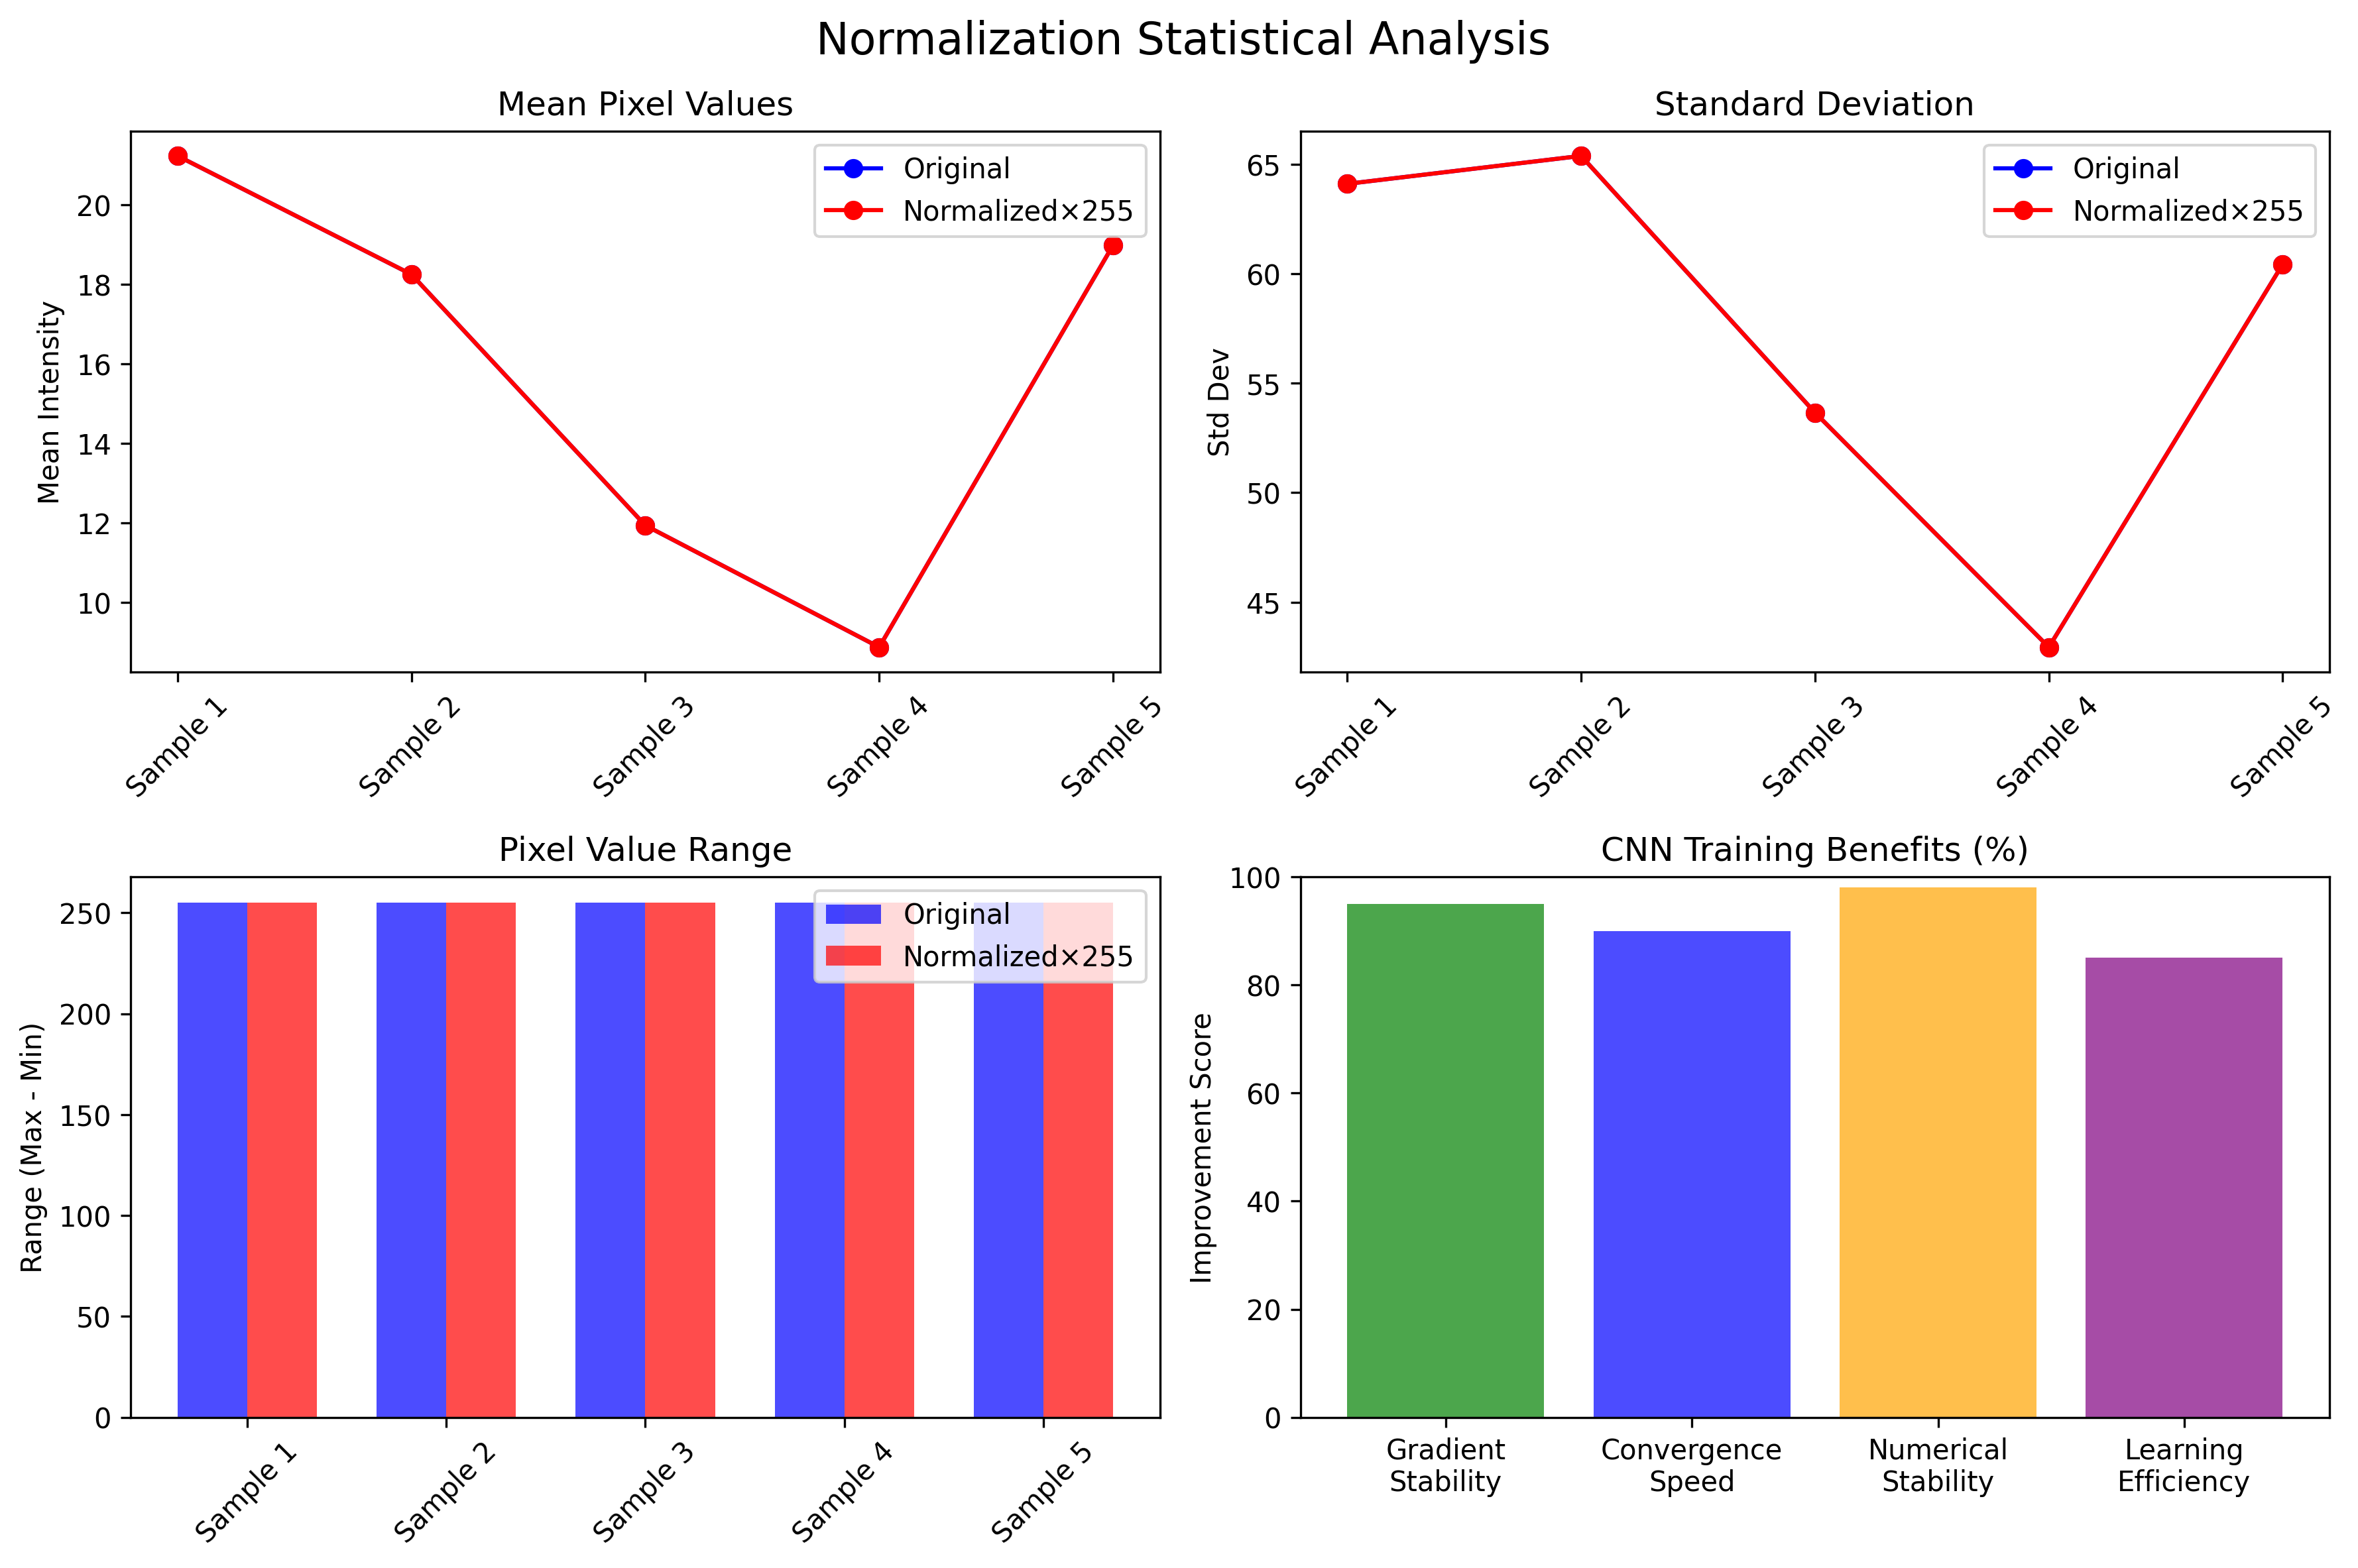 Normalization Statistical Analysis
Mean Pixel Values
Mean Intensity
20
18
16
14
12
10
Original
Normalized×255
Sample 1
Sample 2
Sample 3
Sample 4
Sample 5
Standard Deviation
Std Dev
65
60
55
50
45
Original
Normalized×255
Sample 1
Sample 2
Sample 3
Sample 4
Sample 5
Pixel Value Range
Range (Max - Min)
250
200
150
100
50
0
Original
Normalized×255
Sample 1
Sample 2
Sample 3
Sample 4
Sample 5
CNN Training Benefits (%)
Improvement Score
100
80
60
40
20
0
Gradient
Stability
Convergence
Speed
Numerical
Stability
Learning
Efficiency